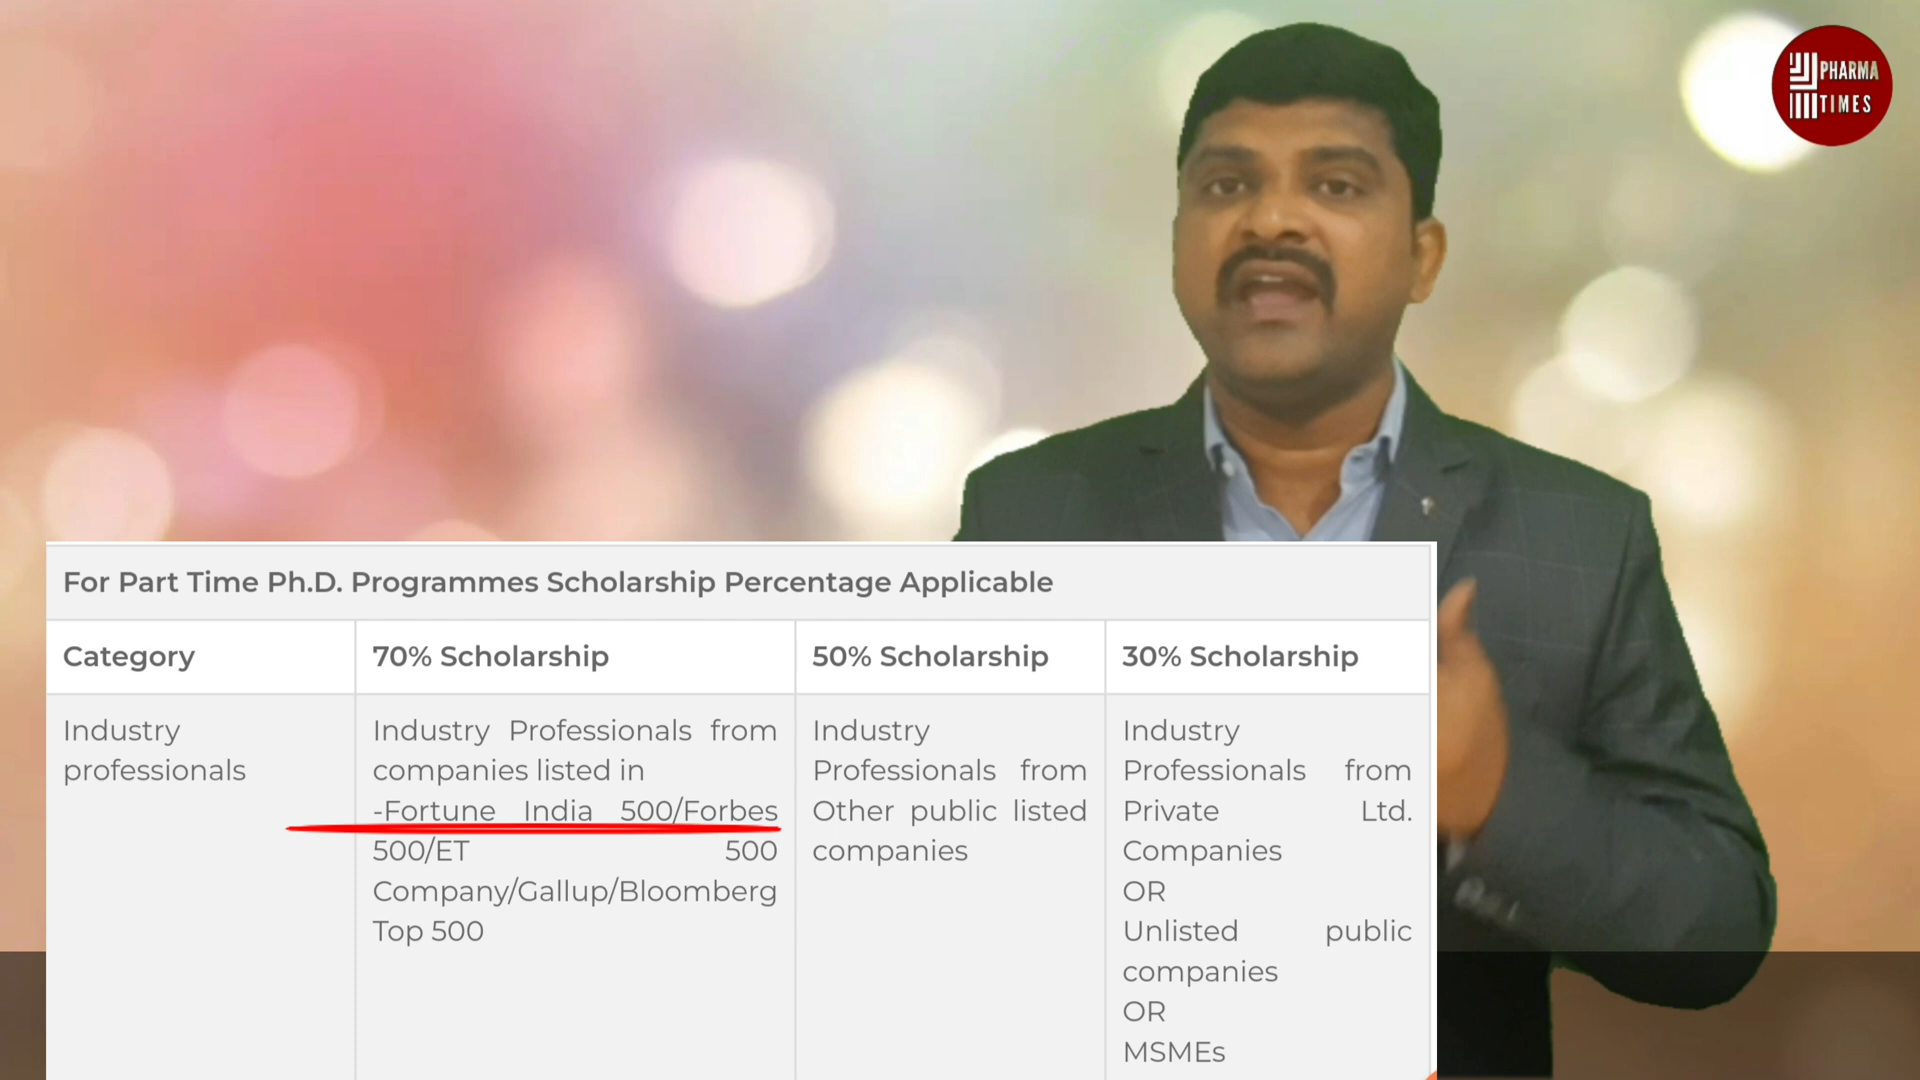 PHARMA
TIMES
For Part Time Ph.D. Programmes Scholarship Percentage Applicable
Category
70% Scholarship
50% Scholarship
30% Scholarship
Industry
professionals
Industry Professionals from
companies listed in
-Fortune India 500/Forbes
500/ET 500
Company/Gallup/Bloomberg
Top 500
Industry
Professionals from
Other public listed
companies
Industry
Professionals from
Private Ltd.
Companies
OR
Unlisted public
companies
OR
MSMEs